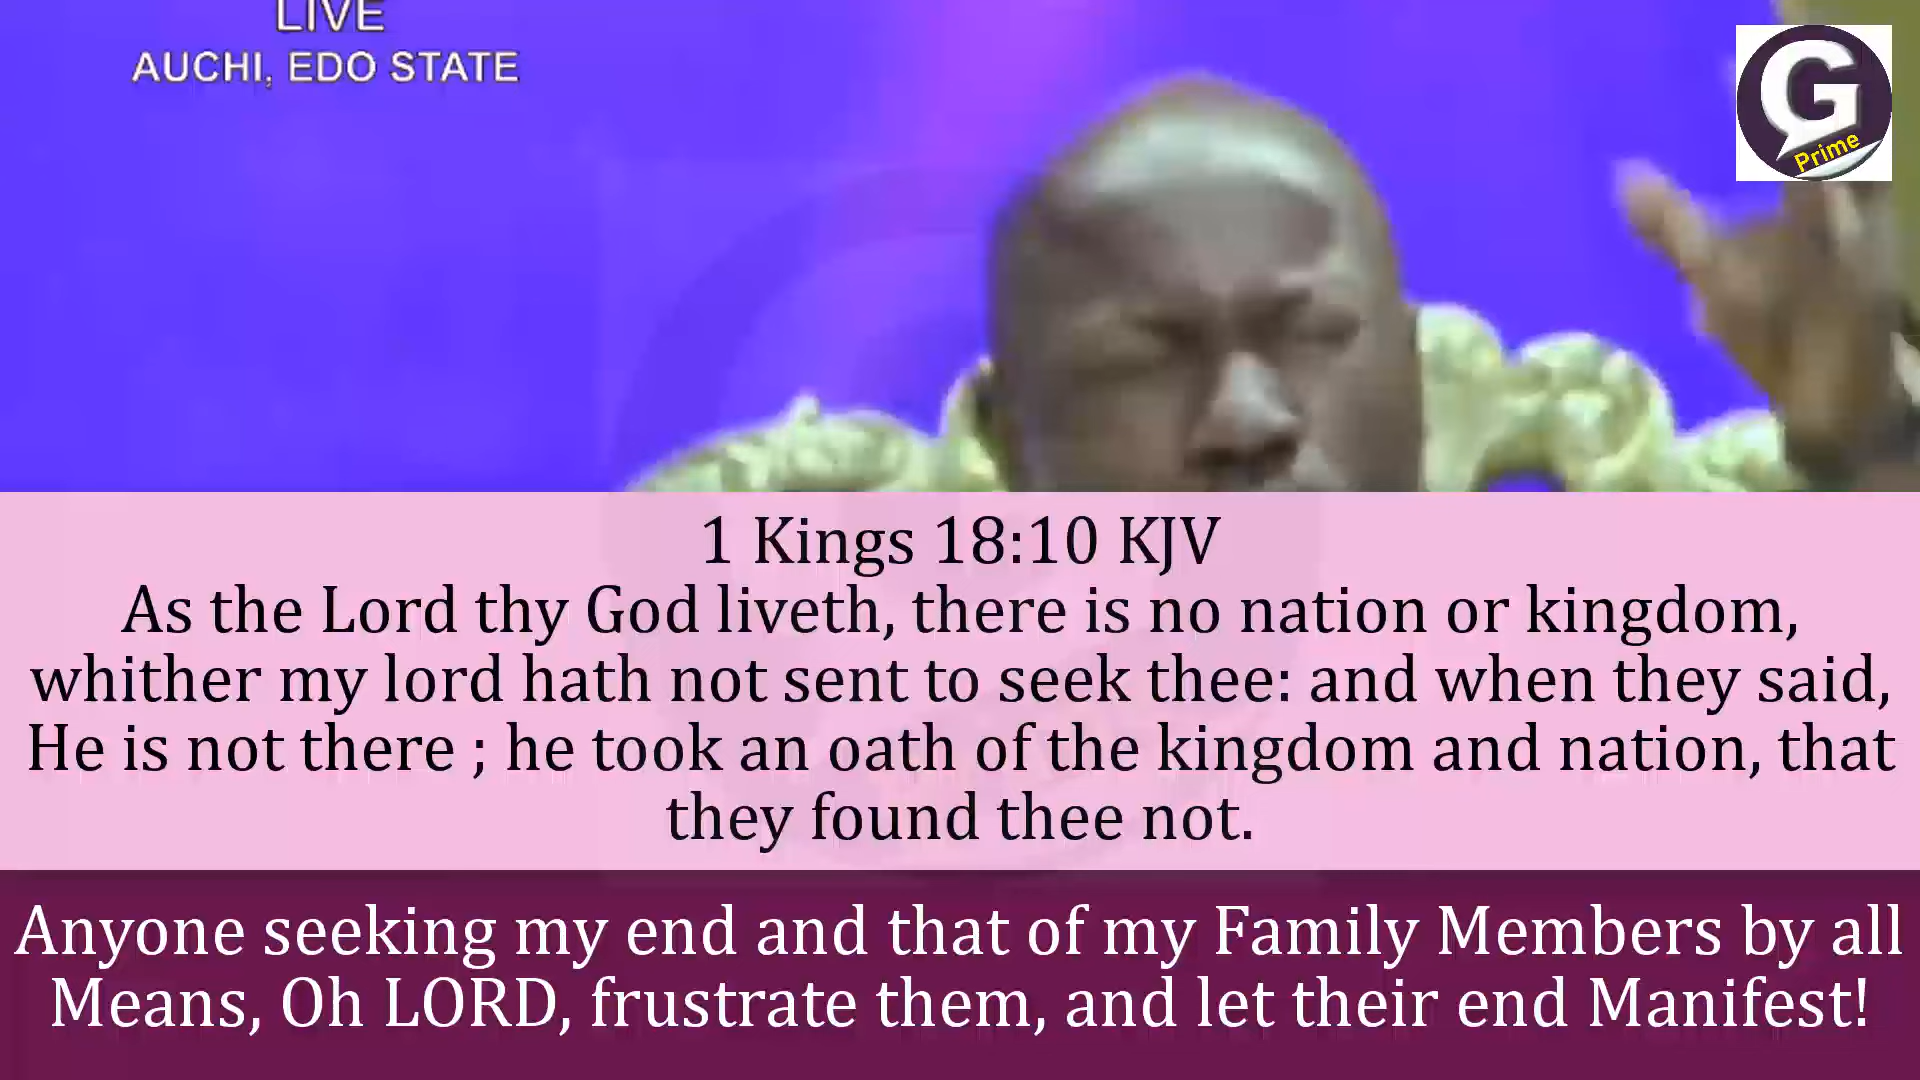 LIVE
AUCHI, EDO STATE
G
Prime
1 Kings 18:10 KJV
As the Lord thy God liveth, there is no nation or kingdom,
whither my lord hath not sent to seek thee: and when they said,
He is not there ; he took an oath of the kingdom and nation, that
they found thee not.
Anyone seeking my end and that of my Family Members by all
Means, Oh LORD, frustrate them, and let their end Manifest!